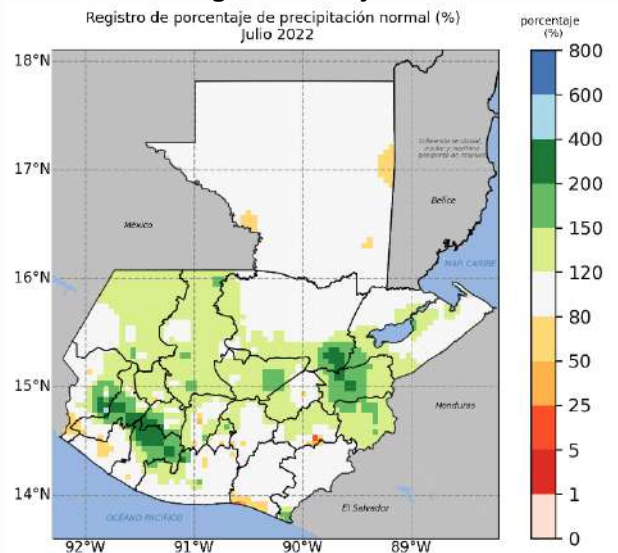 Registro de porcentaje de precipitación normal (%)
Julio 2022
porcentaje
(%)
18°N
17°N
16°N
15°N
14°N
92°W
91°W
90°W
89°W
México
Belice
MAR CARIBE
Honduras
El Salvador
OCÉANO PACIFICO
800
600
400
200
150
120
80
50
25
5
1
0